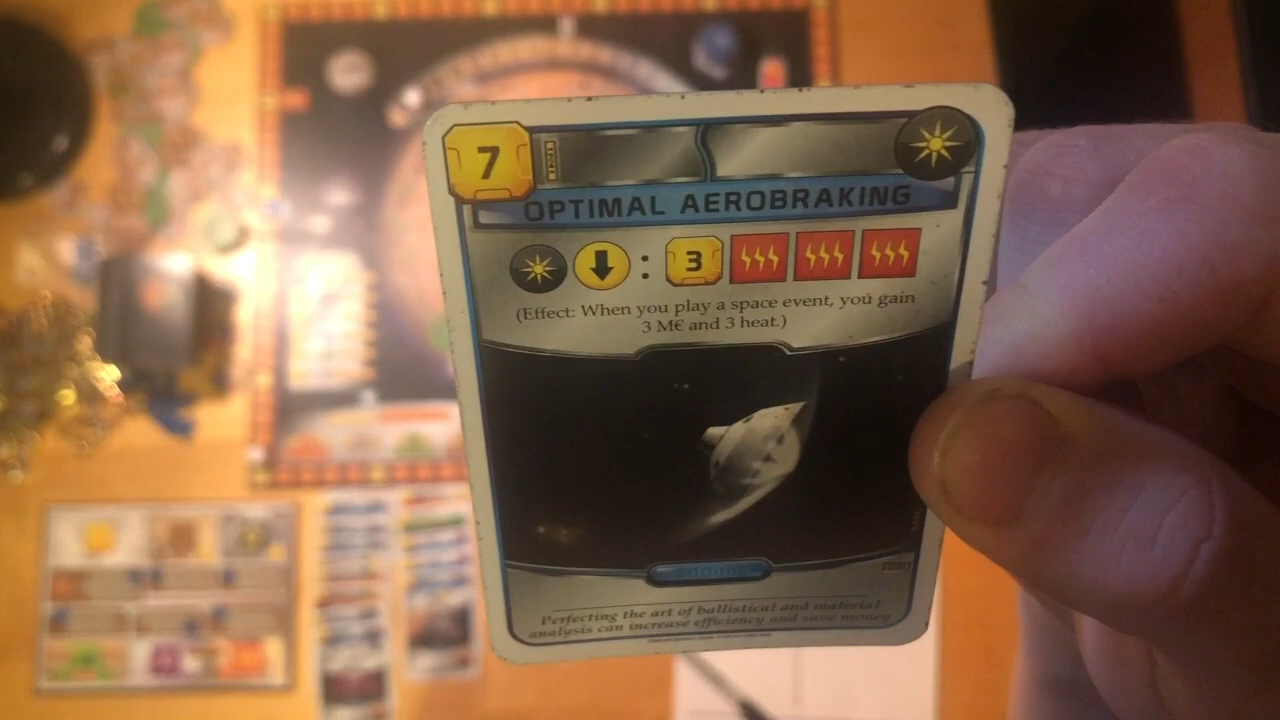 7
OPTIMAL AEROBRAKING
: 3
(Effect: When you play a space event, you gain
3 M€ and 3 heat.)
Perfecting the art of ballistical and material
analysis can increase efficiency and save money